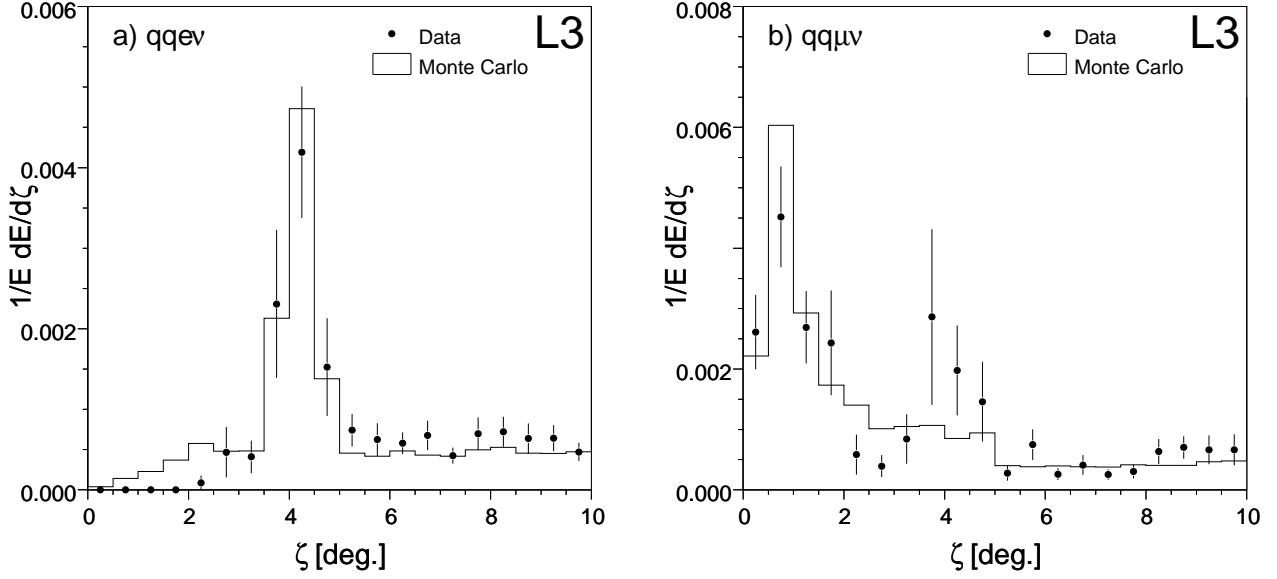 a) qqeν
L3
Data
Monte Carlo
1/E dE/dζ
0.006
0.004
0.002
0.000
0 2 4 6 8 10
ζ [deg.]
b) qqμν
L3
Data
Monte Carlo
1/E dE/dζ
0.008
0.006
0.002
0.000
0 2 4 6 8 10
ζ [deg.]